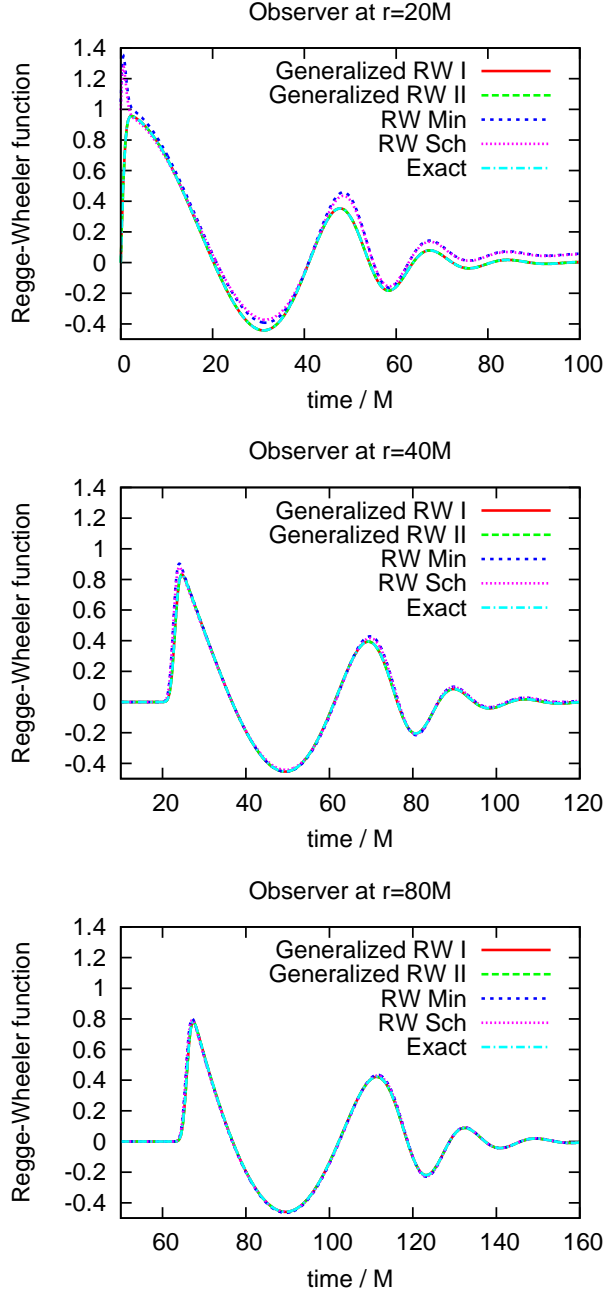 Observer at r=20M
Regge-Wheeler function
1.4
1.2
1
0.8
0.6
0.4
0.2
0
-0.2
-0.4
Generalized RW I
Generalized RW II
RW Min
RW Sch
Exact
0 20 40 60 80 100
time / M
Observer at r=40M
Regge-Wheeler function
1.4
1.2
1
0.8
0.6
0.4
0.2
0
-0.2
-0.4
Generalized RW I
Generalized RW II
RW Min
RW Sch
Exact
20 40 60 80 100 120
time / M
Observer at r=80M
Regge-Wheeler function
1.4
1.2
1
0.8
0.6
0.4
0.2
0
-0.2
-0.4
Generalized RW I
Generalized RW II
RW Min
RW Sch
Exact
60 80 100 120 140 160
time / M